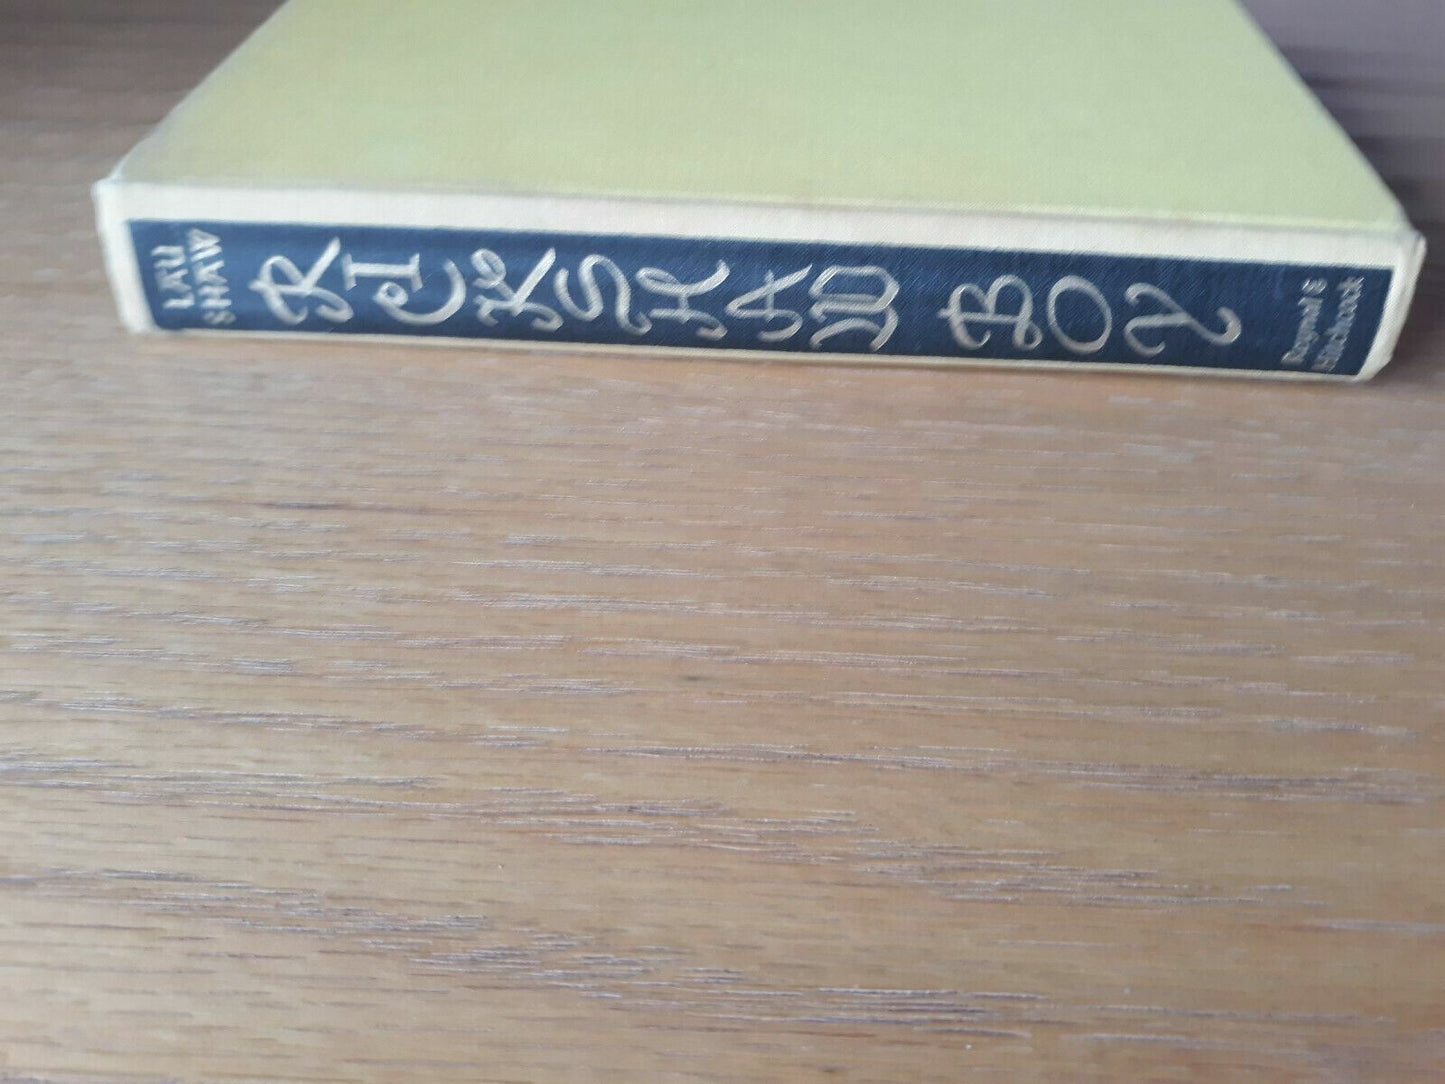 LAU
SHAW
RICKSHAW BOY
Reynal &
Hitchcock